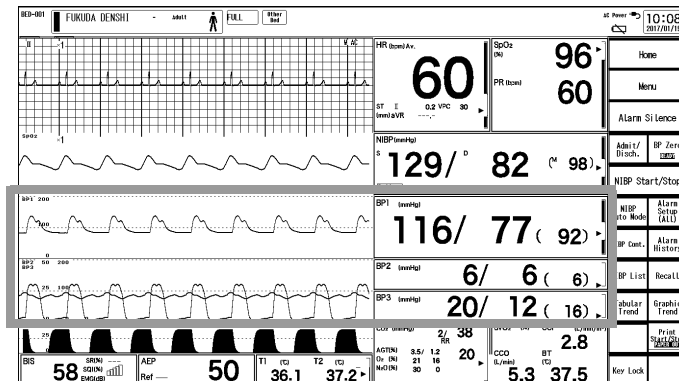 BED-001 FUKUDA DENSHI - Adult FULL Other Bed AC Power 10:08
2017/01/19
II ×1
HR (bpm) Av. 60
ST II 0.2 VPC 30
(mm) aVR --.-
SpO2 (%) 96
PR (bpm) 60
Home
Menu
Alarm Silence
SpO2 ×1
NIBP (mmHg)
S 129/ D 82 (M 98)
Admit/ Disch.
BP Zero
READY
NIBP Start/Stop
BP1 200
100
0
BP1 (mmHg)
116/ 77 ( 92)
NIBP Auto Mode
Alarm Setup (ALL)
BP Cont.
Alarm History
BP2 50 200
BP3
25 100
0 0
BP2 (mmHg) 6/ 6 ( 6)
BP3 (mmHg) 20/ 12 ( 16)
BP List
Recall
Tabular Trend
Graphic Trend
25
CO2 (mmHg) 2/ 38
RR 20
AGT(%) 3.5/ 1.2
O2 (%) 21 16
N2O(%) 30 0
2.8
CCO (L/min) 5.3
BT (°C) 37.5
Print Start/Stop
Key Lock
BIS 58
SRI(%) ---
SQI(%)
EMG(dB)
AEP 50
Ref ----
T1 (°C) 36.1
T2 (°C) 37.2